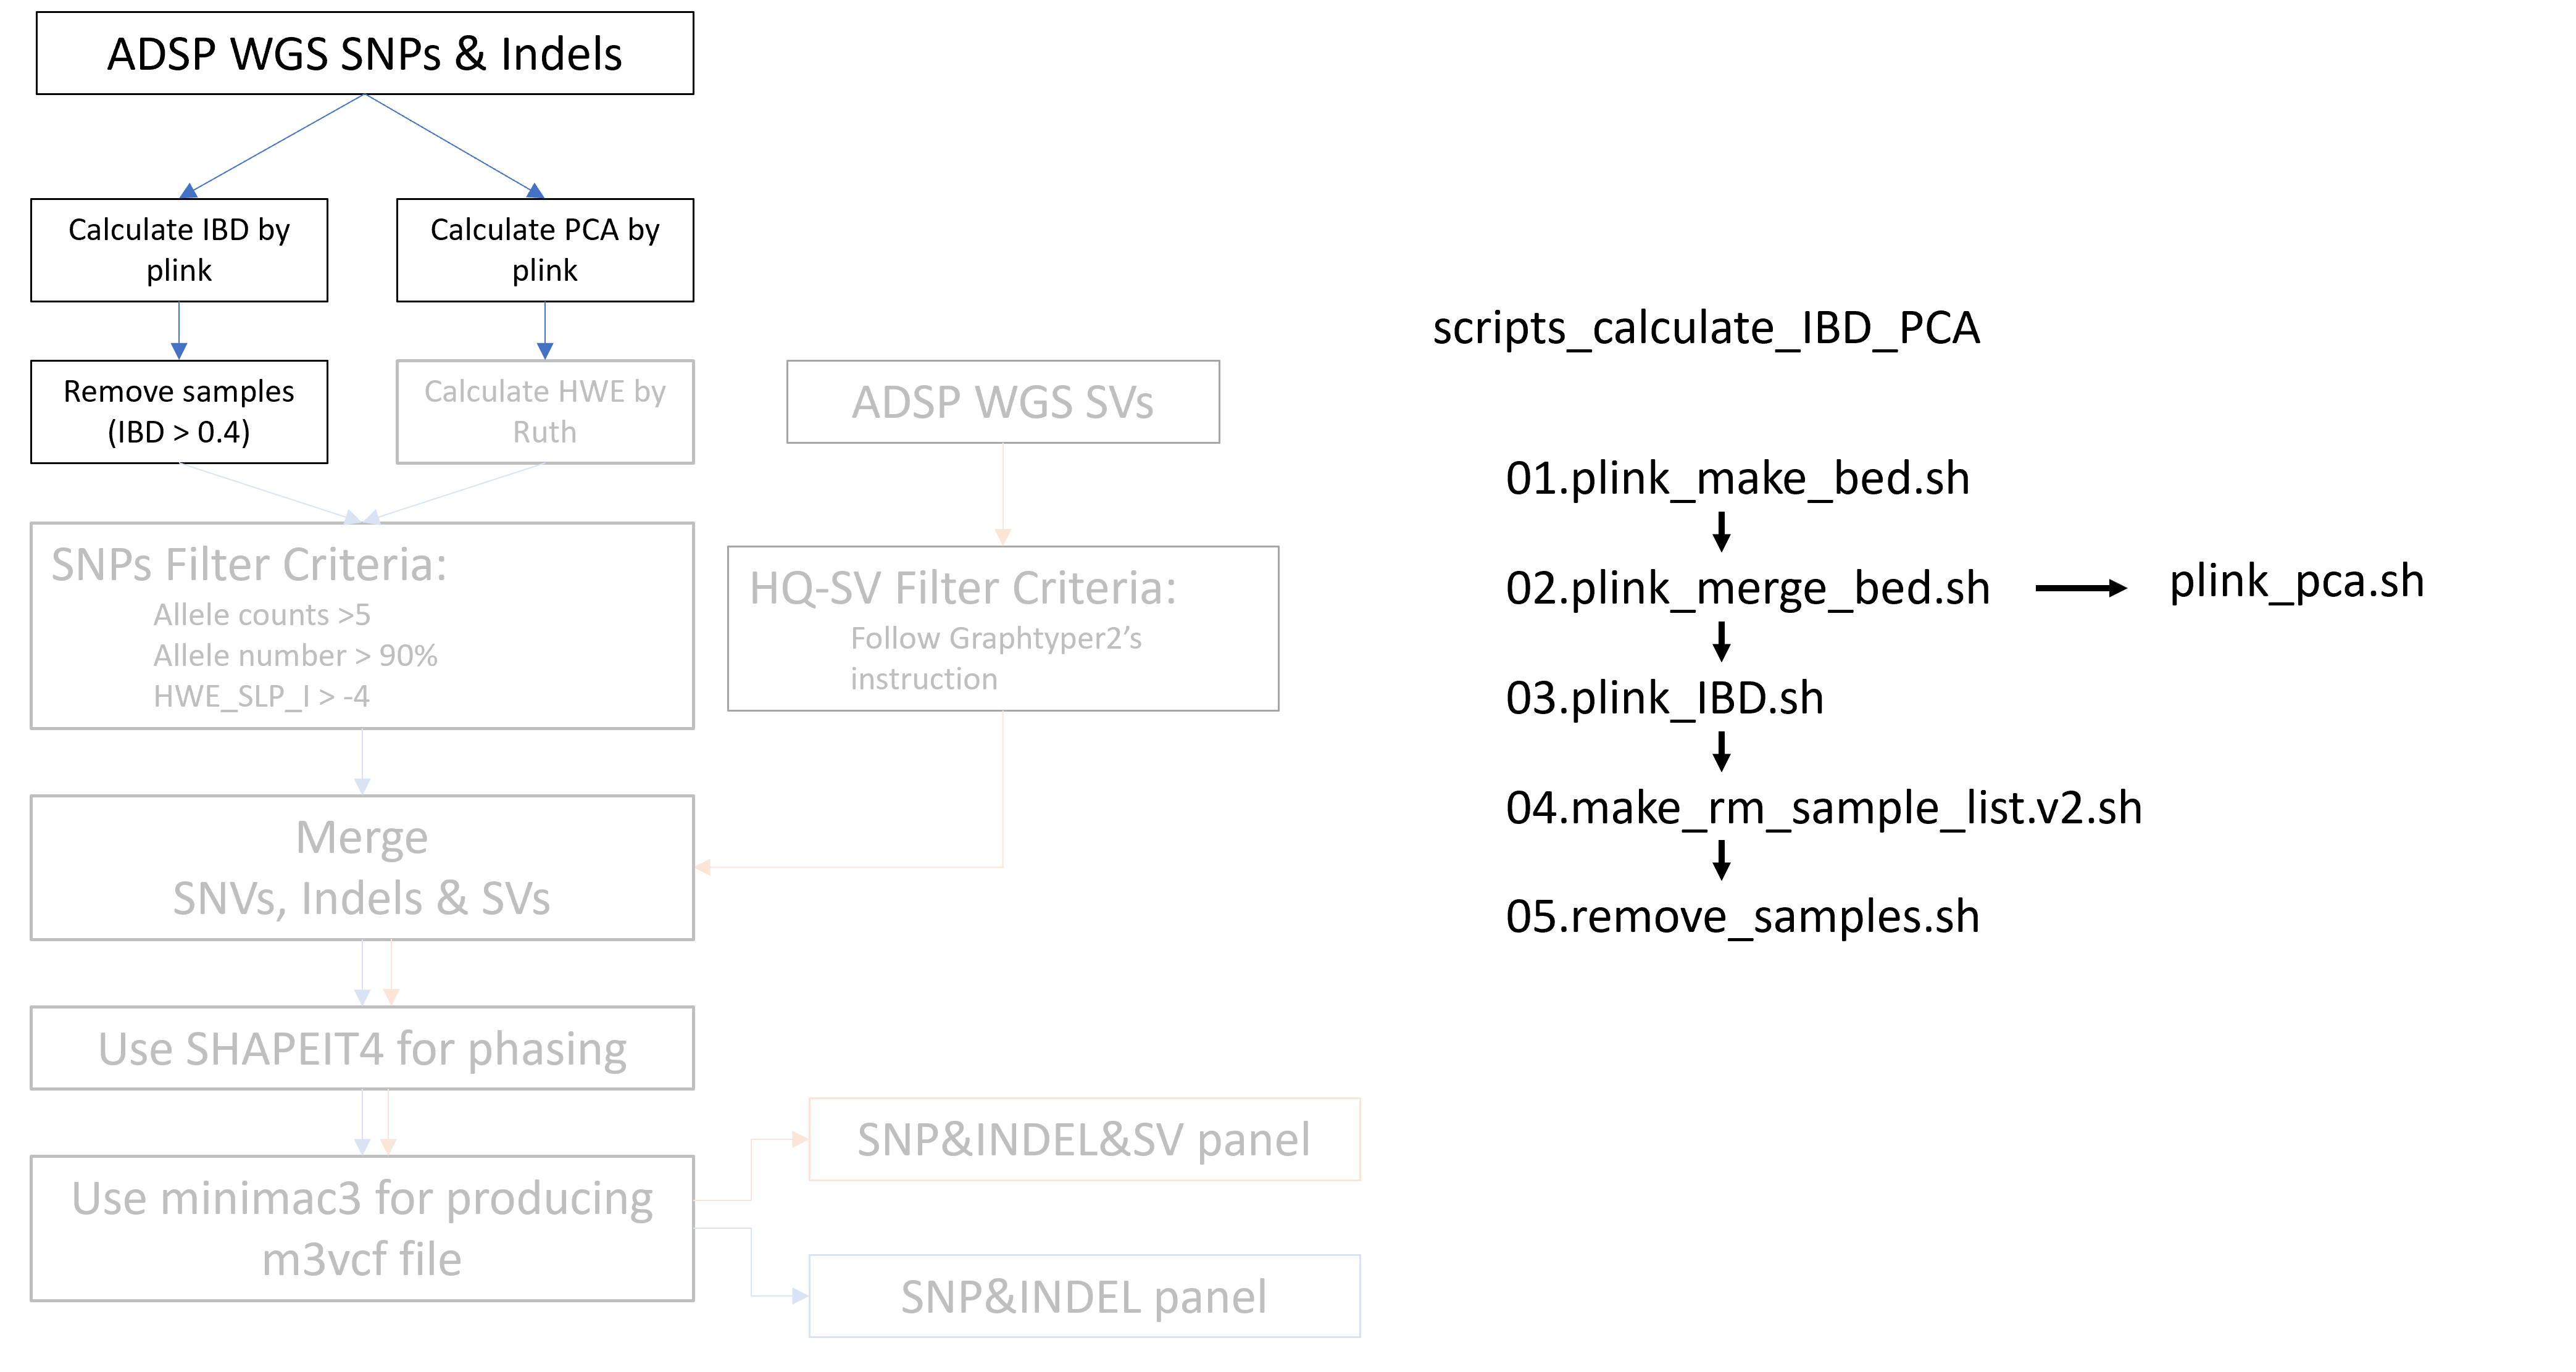 ADSP WGS SNPs & Indels
Calculate IBD by
plink
Calculate PCA by
plink
Remove samples
(IBD > 0.4)
Calculate HWE by
Ruth
SNPs Filter Criteria:
Allele counts >5
Allele number > 90%
HWE_SLP_I > -4
ADSP WGS SVs
HQ-SV Filter Criteria:
Follow Graphtyper2’s
instruction
Merge
SNVs, Indels & SVs
Use SHAPEIT4 for phasing
Use minimac3 for producing
m3vcf file
SNP&INDEL&SV panel
SNP&INDEL panel
scripts_calculate_IBD_PCA
01.plink_make_bed.sh
02.plink_merge_bed.sh
plink_pca.sh
03.plink_IBD.sh
04.make_rm_sample_list.v2.sh
05.remove_samples.sh